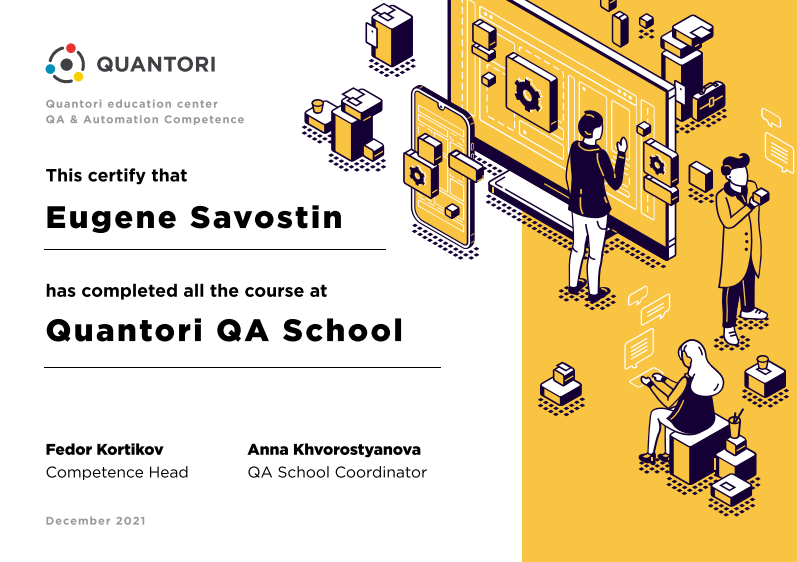 QUANTORI
Quantori education center
QA & Automation Competence
This certify that
Eugene Savostin
has completed all the course at
Quantori QA School
Fedor Kortikov
Competence Head
Anna Khvorostyanova
QA School Coordinator
December 2021